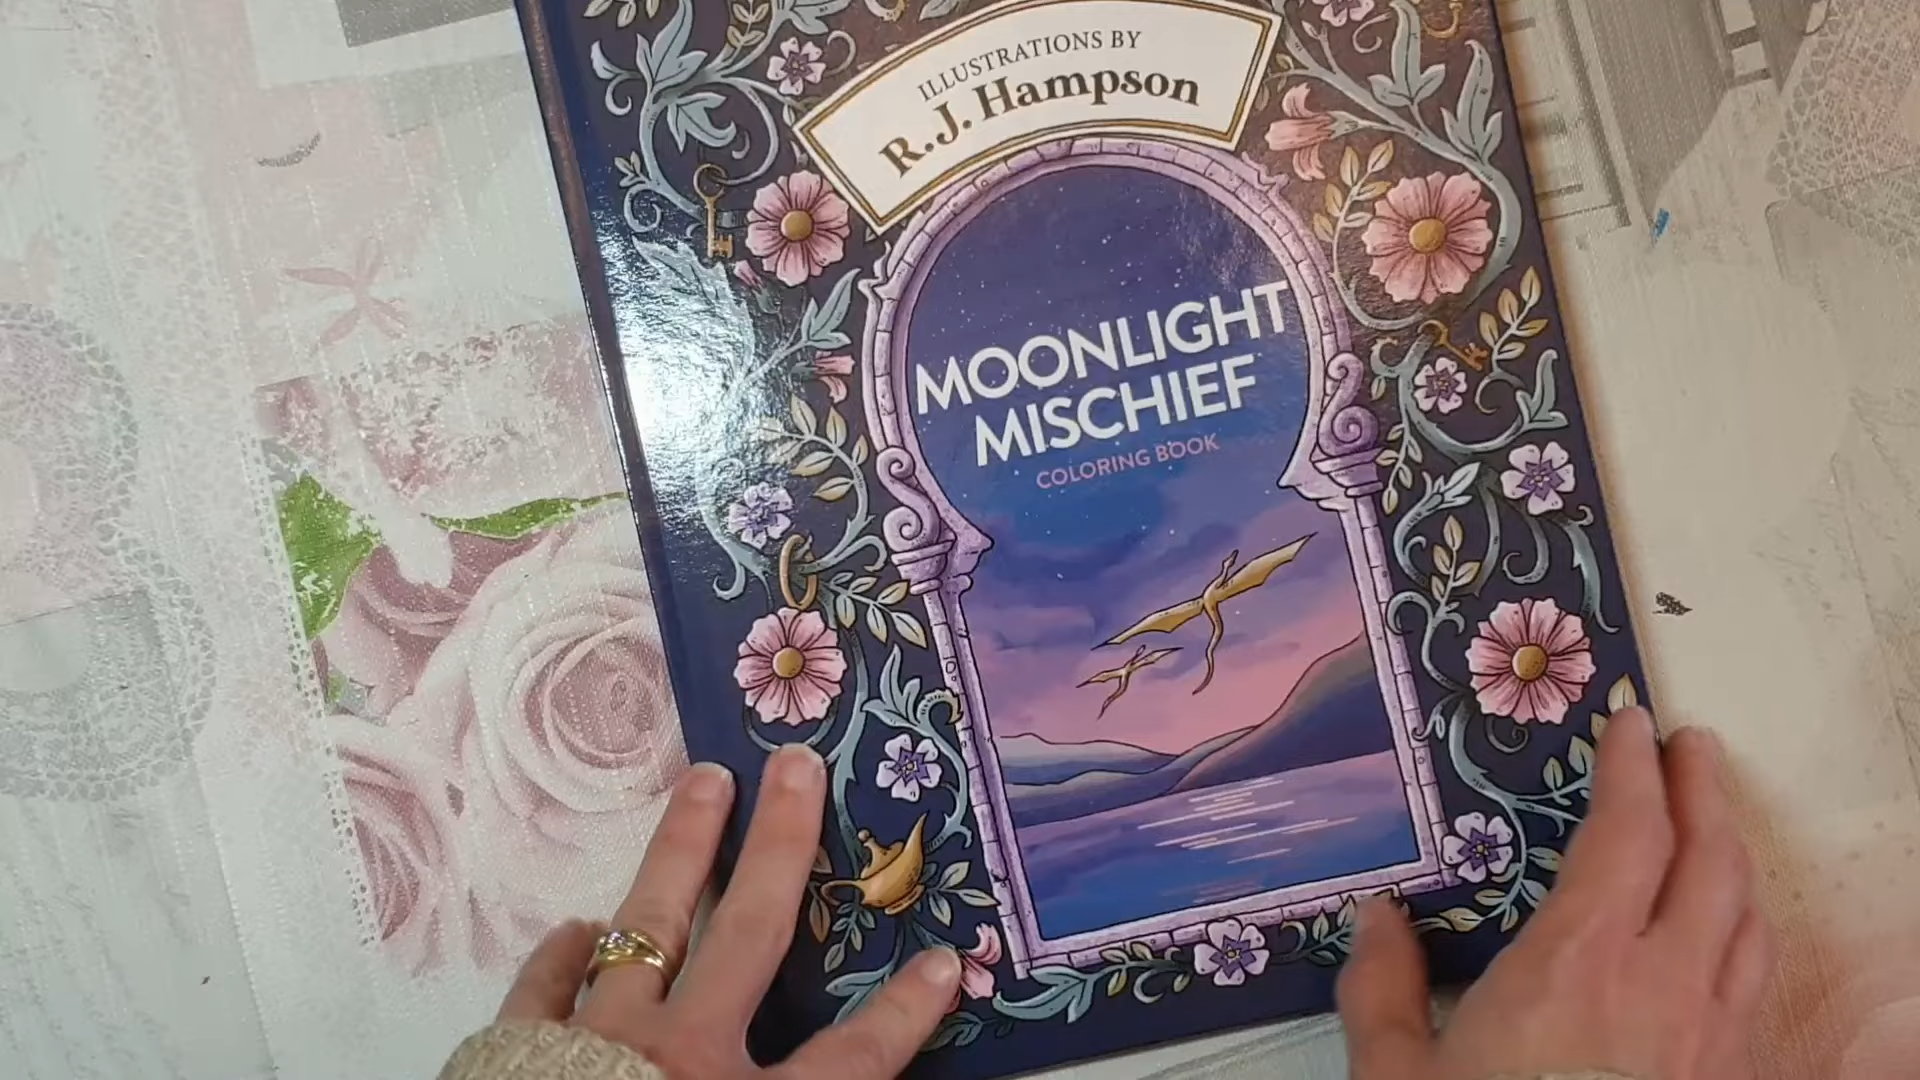 ILLUSTRATIONS BY
R. J. Hampson
MOONLIGHT
MISCHIEF
COLORING BOOK